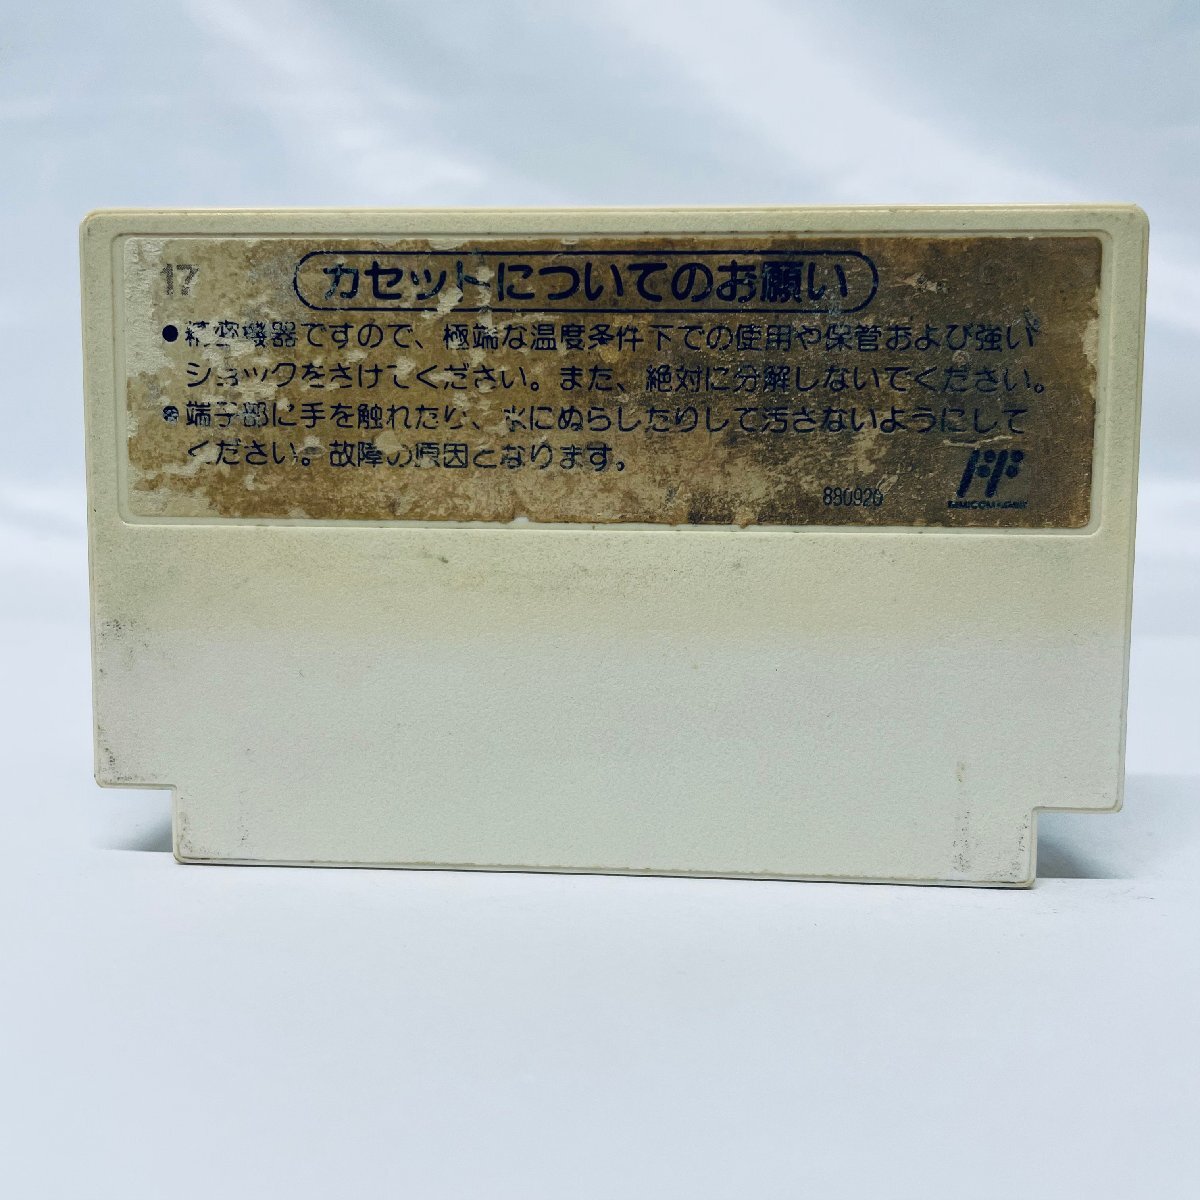 17
カセットについてのお願い
●精密機器ですので、極端な温度条件下での使用や保管および強い
ショックをさけてください。また、絶対に分解しないでください。
●端子部に手を触れたり、水にぬらしたりして汚さないようにして
ください。故障の原因となります。
880920
FF
FAMICOM FAMILY